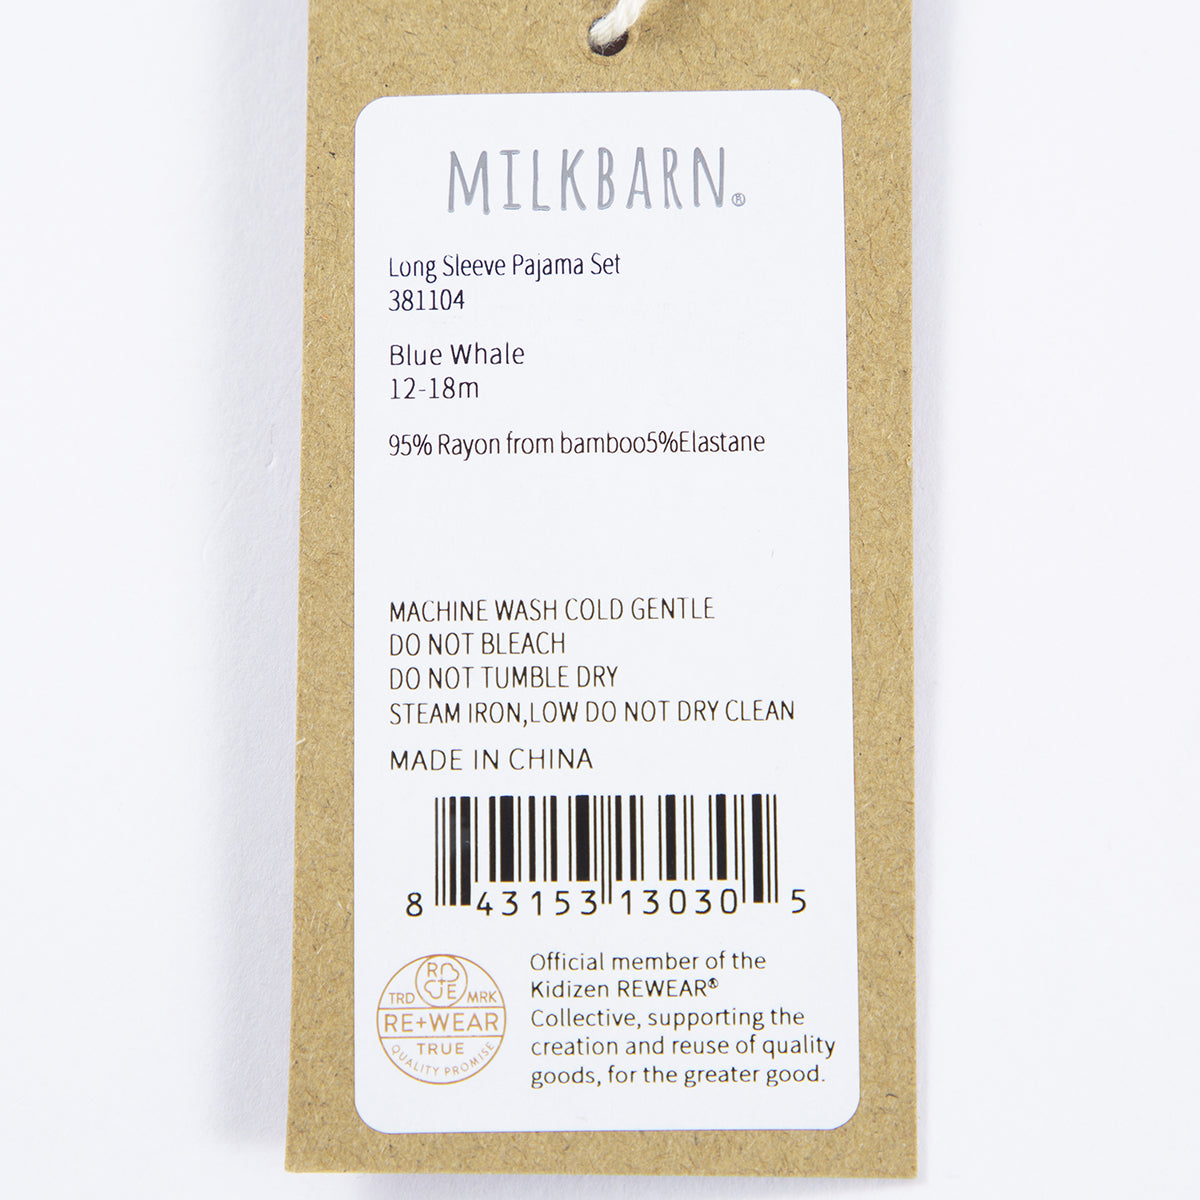 MILKBARN®
Long Sleeve Pajama Set
381104
Blue Whale
12-18m
95% Rayon from bamboo5%Elastane
MACHINE WASH COLD GENTLE
DO NOT BLEACH
DO NOT TUMBLE DRY
STEAM IRON,LOW DO NOT DRY CLEAN
MADE IN CHINA
8 43153 13030 5
R
UE
TRD MRK
RE+WEAR
TRUE
QUALITY PROMISE
Official member of the
Kidizen REWEAR®
Collective, supporting the
creation and reuse of quality
goods, for the greater good.